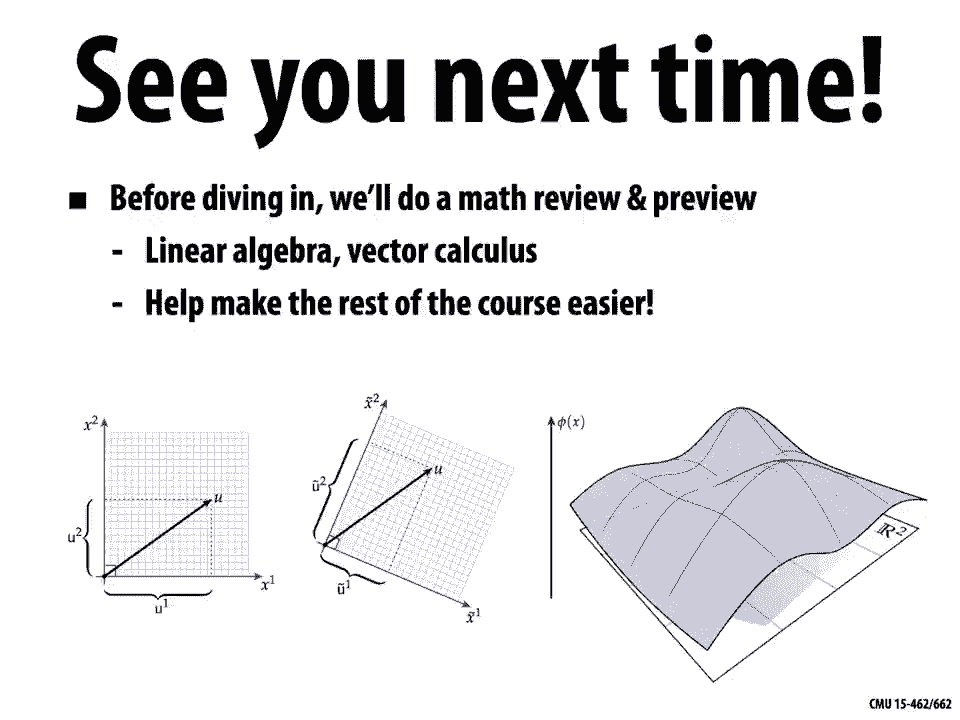 See you next time!
■ Before diving in, we'll do a math review & preview
- Linear algebra, vector calculus
- Help make the rest of the course easier!
x²
u
u²
x¹
u¹
x̃²
u
ũ²
ũ¹
x̃¹
ϕ(x)
ℝ²
CMU 15-462/662